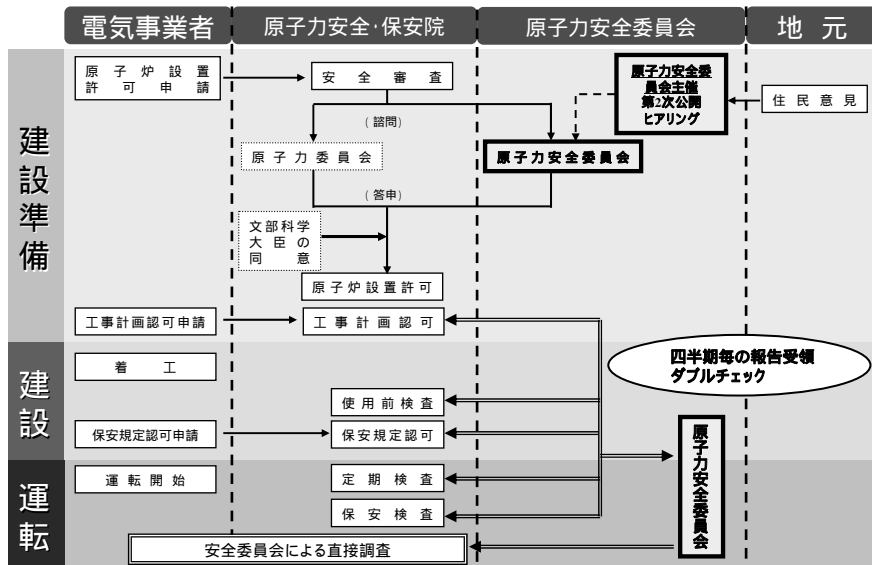 電気事業者
原子力安全・保安院
原子力安全委員会
地元
建設準備
原子炉設置
許可申請
安全審査
原子力安全委
員会主催
第2次公開
ヒアリング
住民意見
(諮問)
原子力委員会
原子力安全委員会
(答申)
文部科学
大臣の
同意
原子炉設置許可
工事計画認可申請
工事計画認可
建設
着工
四半期毎の報告受領
ダブルチェック
使用前検査
保安規定認可申請
保安規定認可
原子力安全委員会
運転
運転開始
定期検査
保安検査
安全委員会による直接調査